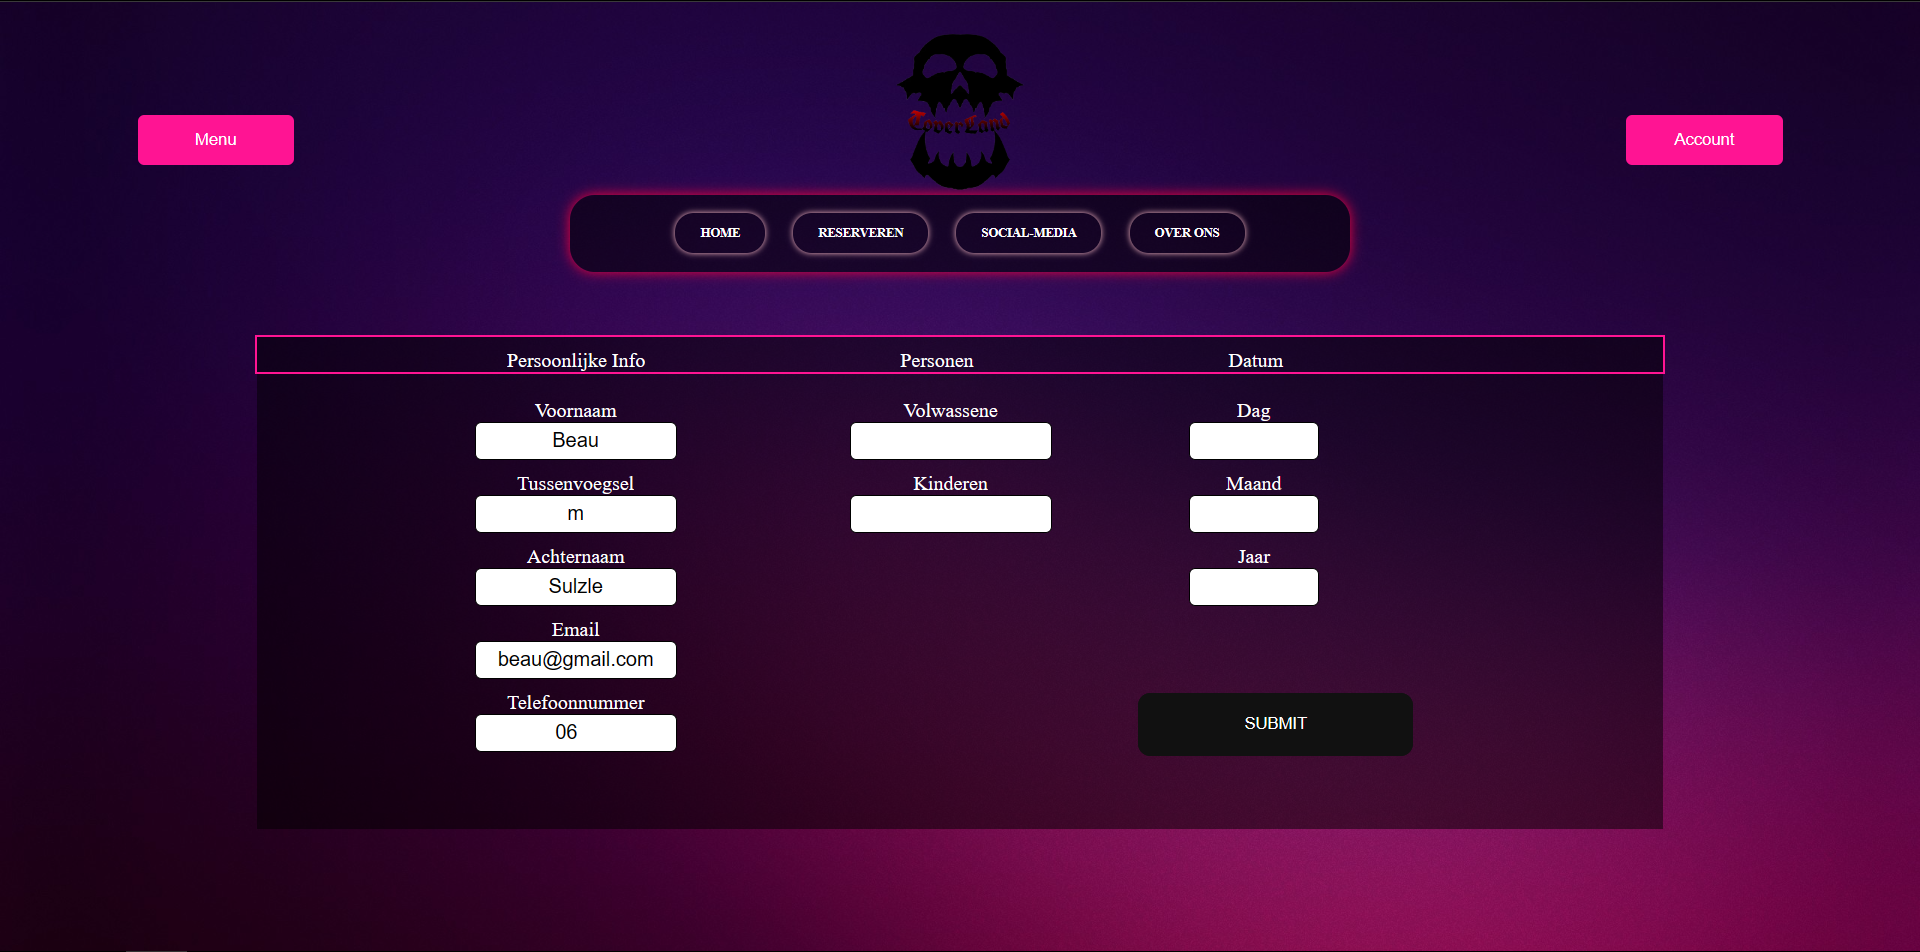 ToverLand
Menu
Account
HOME
RESERVEREN
SOCIAL-MEDIA
OVER ONS
Persoonlijke Info
Personen
Datum
Voornaam
Beau
Tussenvoegsel
m
Achternaam
Sulzle
Email
beau@gmail.com
Telefoonnummer
06
Volwassene
Kinderen
Dag
Maand
Jaar
SUBMIT